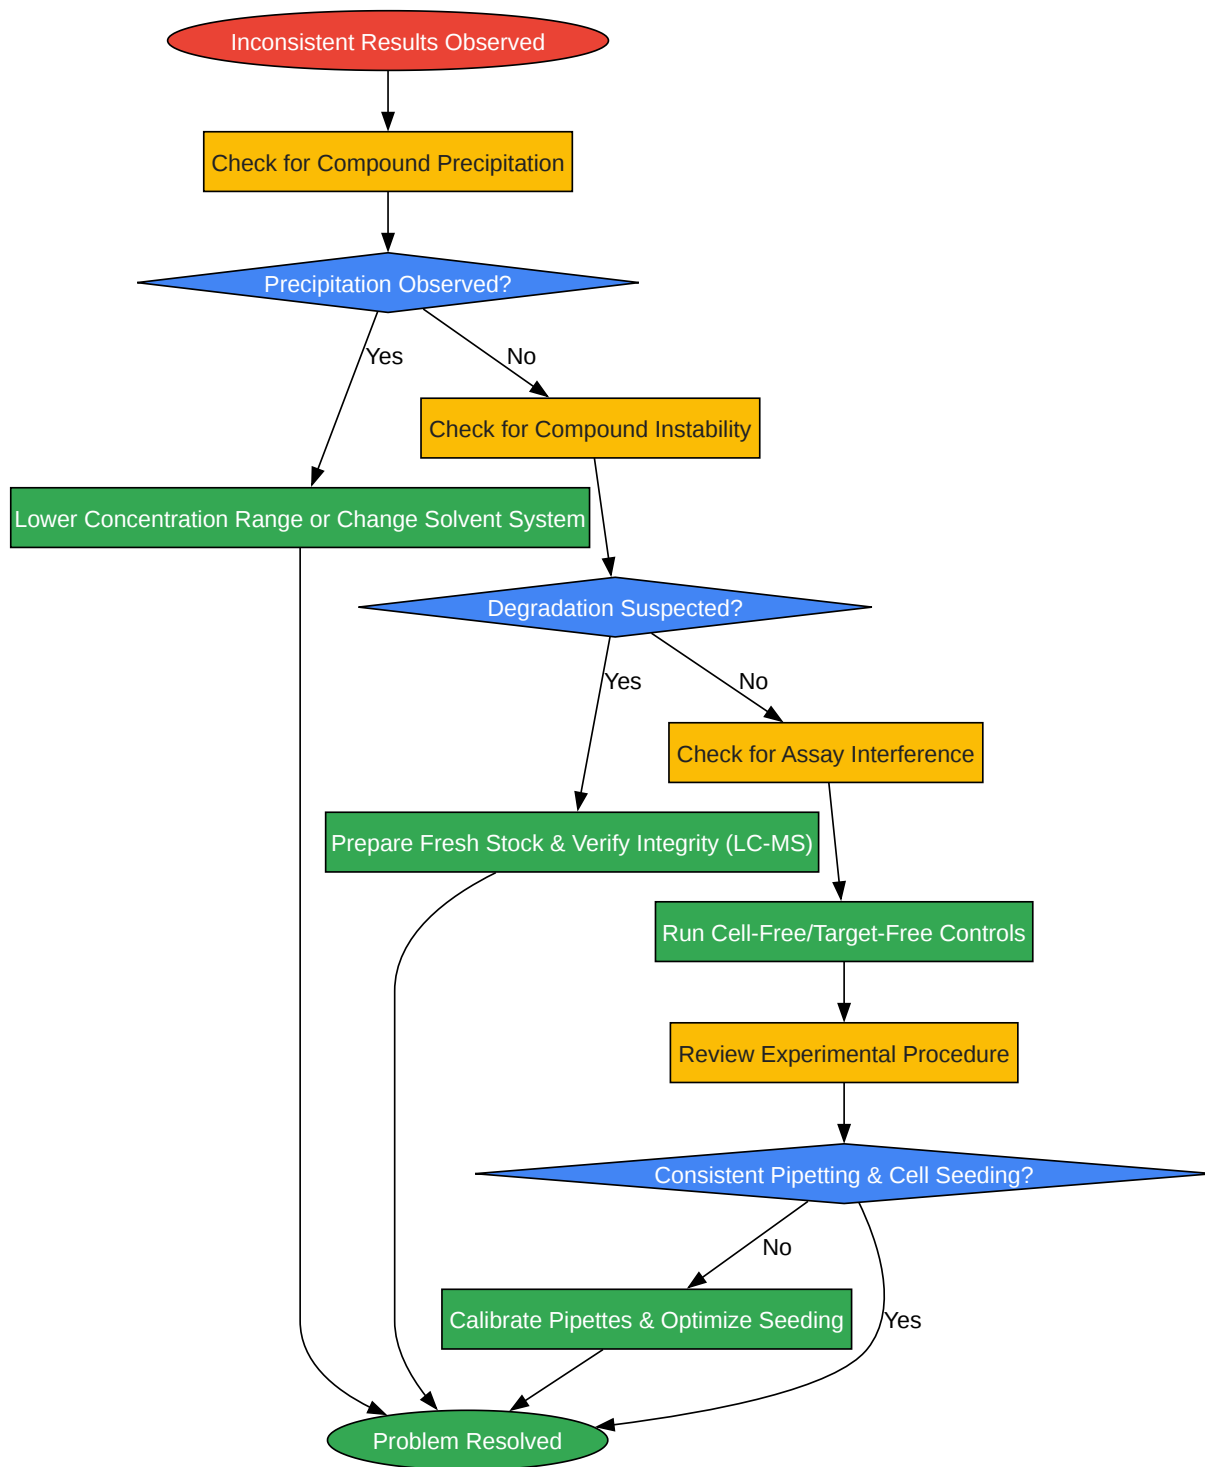 Inconsistent Results Observed
Check for Compound Precipitation
Precipitation Observed?
Yes
No
Check for Compound Instability
Lower Concentration Range or Change Solvent System
Degradation Suspected?
Yes
No
Check for Assay Interference
Prepare Fresh Stock & Verify Integrity (LC-MS)
Run Cell-Free/Target-Free Controls
Review Experimental Procedure
Consistent Pipetting & Cell Seeding?
No
Calibrate Pipettes & Optimize Seeding
Yes
Problem Resolved